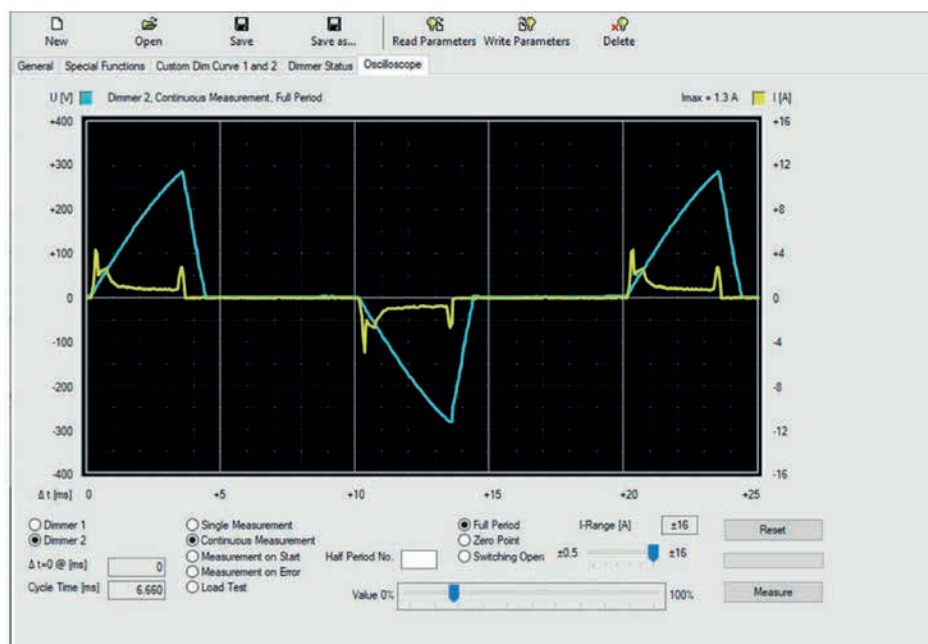 New Open Save Save as... Read Parameters Write Parameters Delete
General Special Functions Custom Dim Curve 1 and 2 Dimmer Status Oscilloscope
U [V] Dimmer 2, Continuous Measurement, Full Period Imax = 1.3 A I [A]
+400 +16
+300 +12
+200 +8
+100 +4
0 0
-100 -4
-200 -8
-300 -12
-400 -16
Δ t [ms] 0 +5 +10 +15 +20 +25
Dimmer 1 Single Measurement Full Period I-Range [A] ±16 Reset
Dimmer 2 Continuous Measurement Zero Point
Δ t=0 @ [ms] 0 Measurement on Start Half Period No. Switching Open ±0.5 ±16
Measurement on Error
Cycle Time [ms] 6.660 Load Test Value 0% 100% Measure